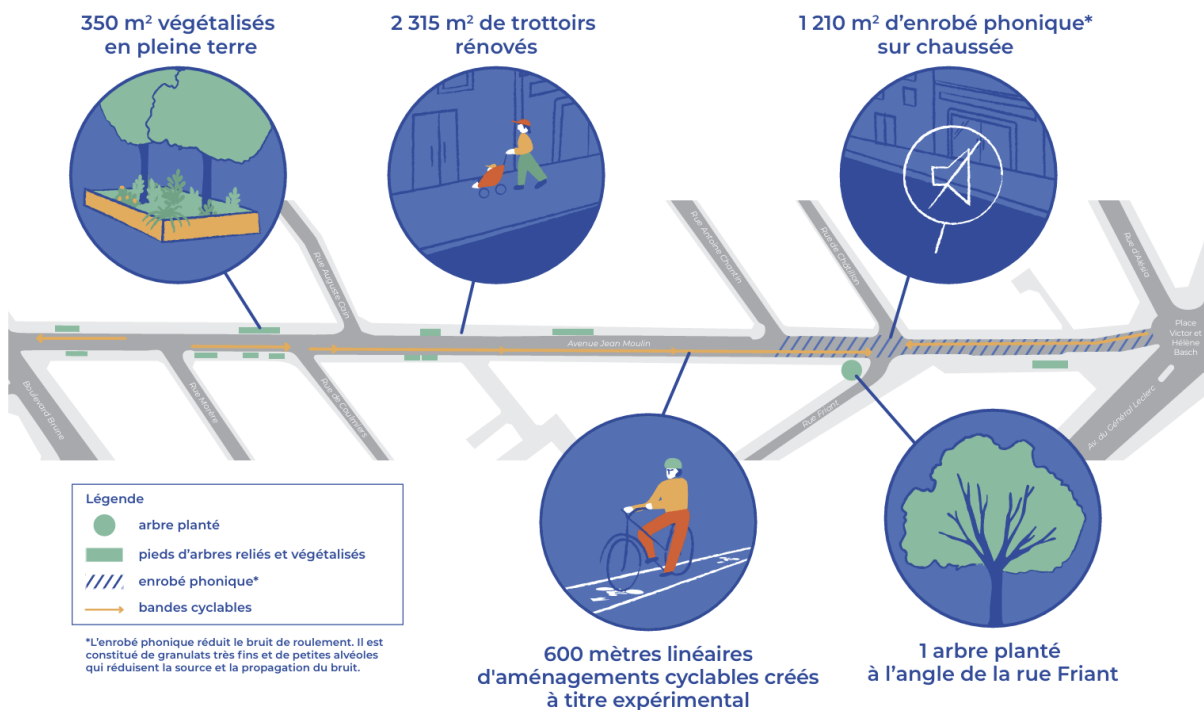 350 m² végétalisés
en pleine terre
2 315 m² de trottoirs
rénovés
1 210 m² d'enrobé phonique*
sur chaussée
Rue Auguste Cain
Rue Antoine Chantin
Rue de Châtillon
Rue d'Alésia
Avenue Jean Moulin
Place
Victor et
Hélène
Basch
Boulevard Brune
Rue Morère
Rue de Coulmiers
Rue Friant
Av. du Général Leclerc
Légende
arbre planté
pieds d'arbres reliés et végétalisés
enrobé phonique*
bandes cyclables
*L'enrobé phonique réduit le bruit de roulement. Il est
constitué de granulats très fins et de petites alvéoles
qui réduisent la source et la propagation du bruit.
600 mètres linéaires
d'aménagements cyclables créés
à titre expérimental
1 arbre planté
à l'angle de la rue Friant